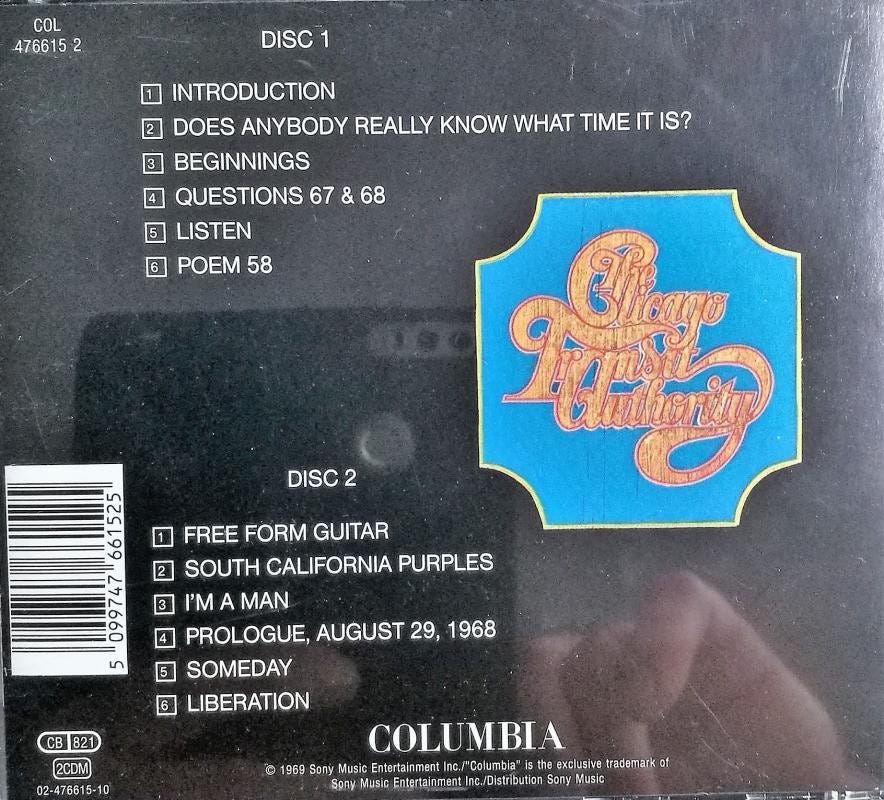 COL
476615 2
DISC 1
1 INTRODUCTION
2 DOES ANYBODY REALLY KNOW WHAT TIME IT IS?
3 BEGINNINGS
4 QUESTIONS 67 & 68
5 LISTEN
6 POEM 58
The
Chicago
Transit
Authority
DISC 2
1 FREE FORM GUITAR
2 SOUTH CALIFORNIA PURPLES
3 I'M A MAN
4 PROLOGUE, AUGUST 29, 1968
5 SOMEDAY
6 LIBERATION
5 099747 661525
CB 821
2CDM
02-476615-10
COLUMBIA
© 1969 Sony Music Entertainment Inc./"Columbia" is the exclusive trademark of
Sony Music Entertainment Inc./Distribution Sony Music